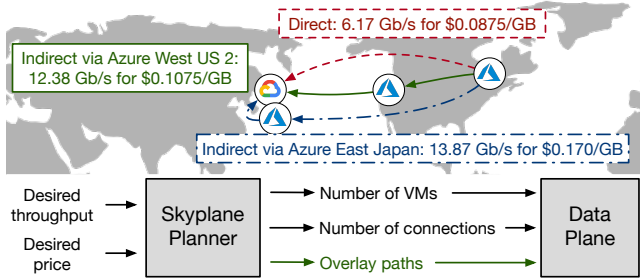 Direct: 6.17 Gb/s for $0.0875/GB
Indirect via Azure West US 2:
12.38 Gb/s for $0.1075/GB
Indirect via Azure East Japan: 13.87 Gb/s for $0.170/GB
Desired
throughput
Desired
price
Skyplane
Planner
Number of VMs
Number of connections
Overlay paths
Data
Plane